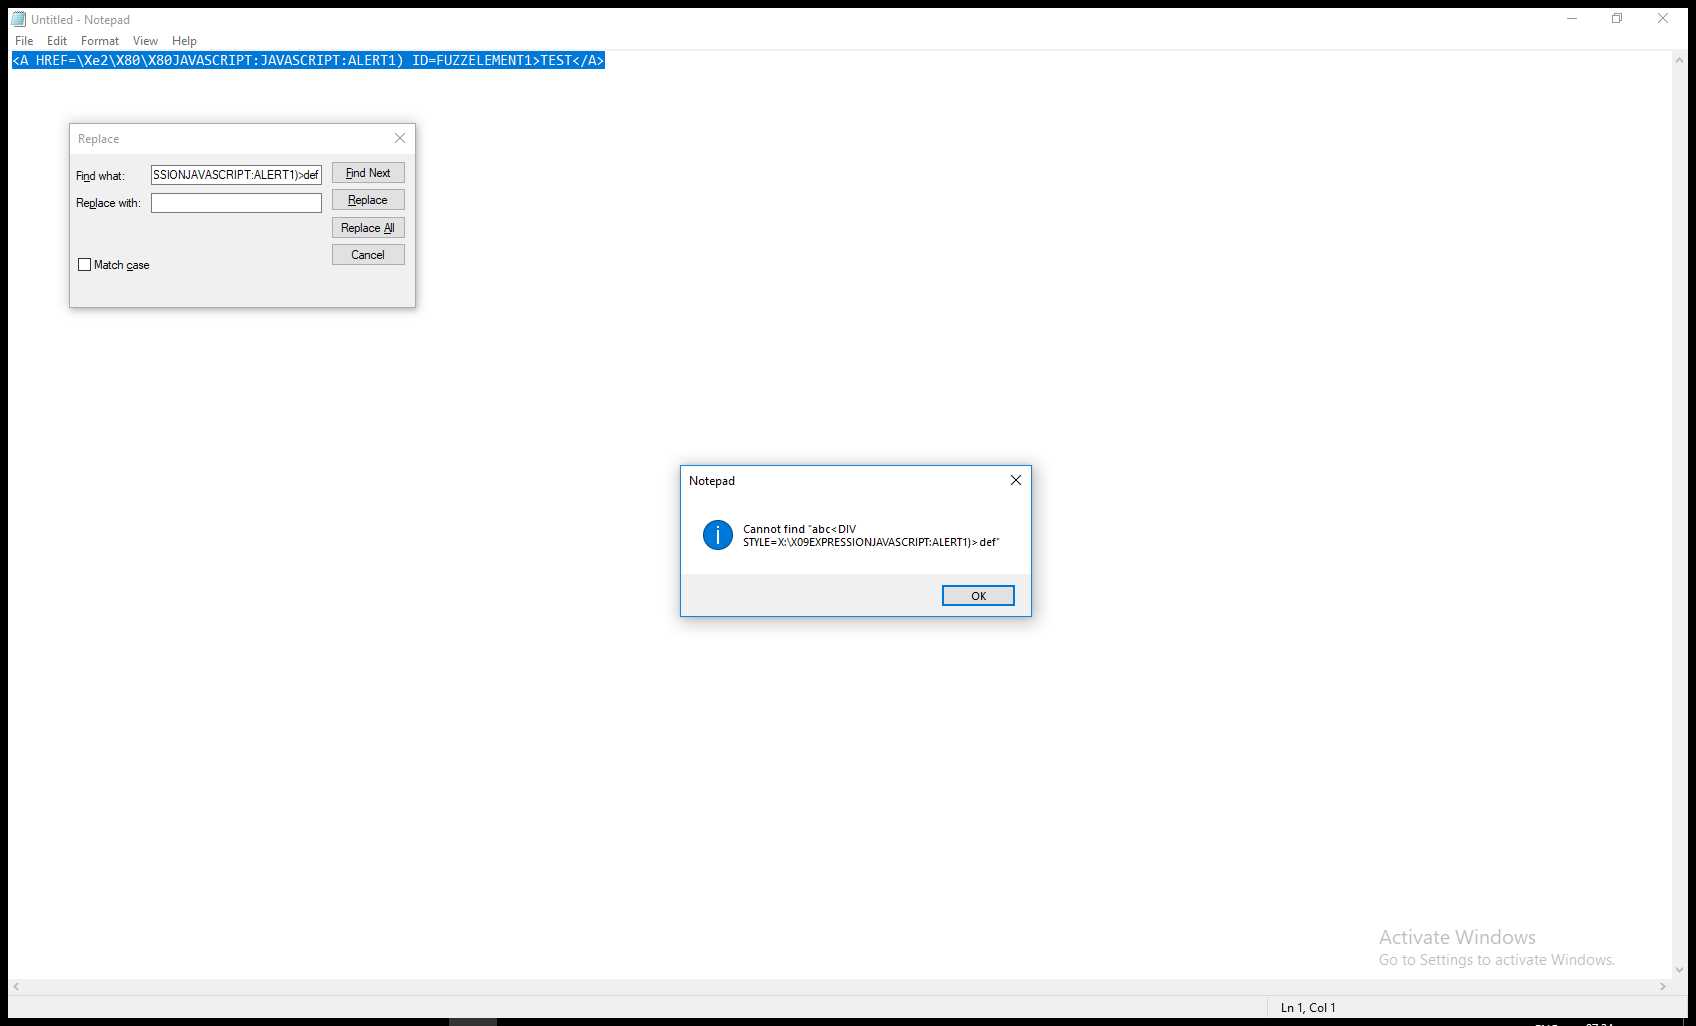 Untitled - Notepad
File Edit Format View Help
<A HREF=\Xe2\X80\X80JAVASCRIPT:JAVASCRIPT:ALERT1) ID=FUZZELEMENT1>TEST</A>
Replace
Find what: SSIONJAVASCRIPT:ALERT1)>def Find Next
Replace with: Replace
Replace All
Cancel
Match case
Notepad
Cannot find "abc<DIV
STYLE=X:\X09EXPRESSIONJAVASCRIPT:ALERT1)>def"
OK
Activate Windows
Go to Settings to activate Windows.
Ln 1, Col 1